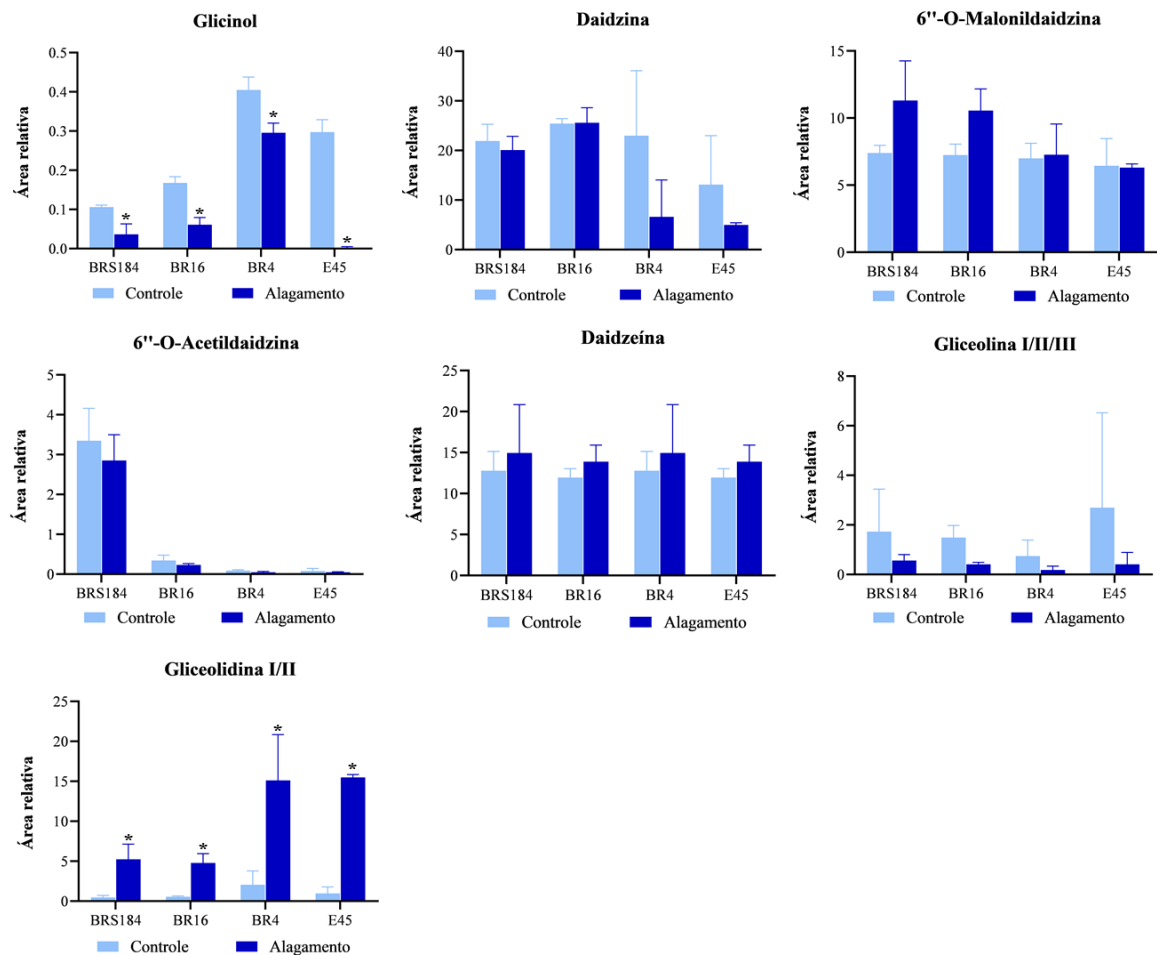 Glicinol
Área relativa
0.5
0.4
0.3
0.2
0.1
0.0
*
*
*
*
BRS184 BR16 BR4 E45
Controle Alagamento
Daidzina
Área relativa
40
30
20
10
0
BRS184 BR16 BR4 E45
Controle Alagamento
6''-O-Malonildaidzina
Área relativa
15
10
5
0
BRS184 BR16 BR4 E45
Controle Alagamento
6''-O-Acetildaidzina
Área relativa
5
4
3
2
1
0
BRS184 BR16 BR4 E45
Controle Alagamento
Daidzeína
Área relativa
25
20
15
10
5
0
BRS184 BR16 BR4 E45
Controle Alagamento
Gliceolina I/II/III
Área relativa
8
6
4
2
0
BRS184 BR16 BR4 E45
Controle Alagamento
Gliceolidina I/II
Área relativa
25
20
15
10
5
0
*
*
*
*
BRS184 BR16 BR4 E45
Controle Alagamento